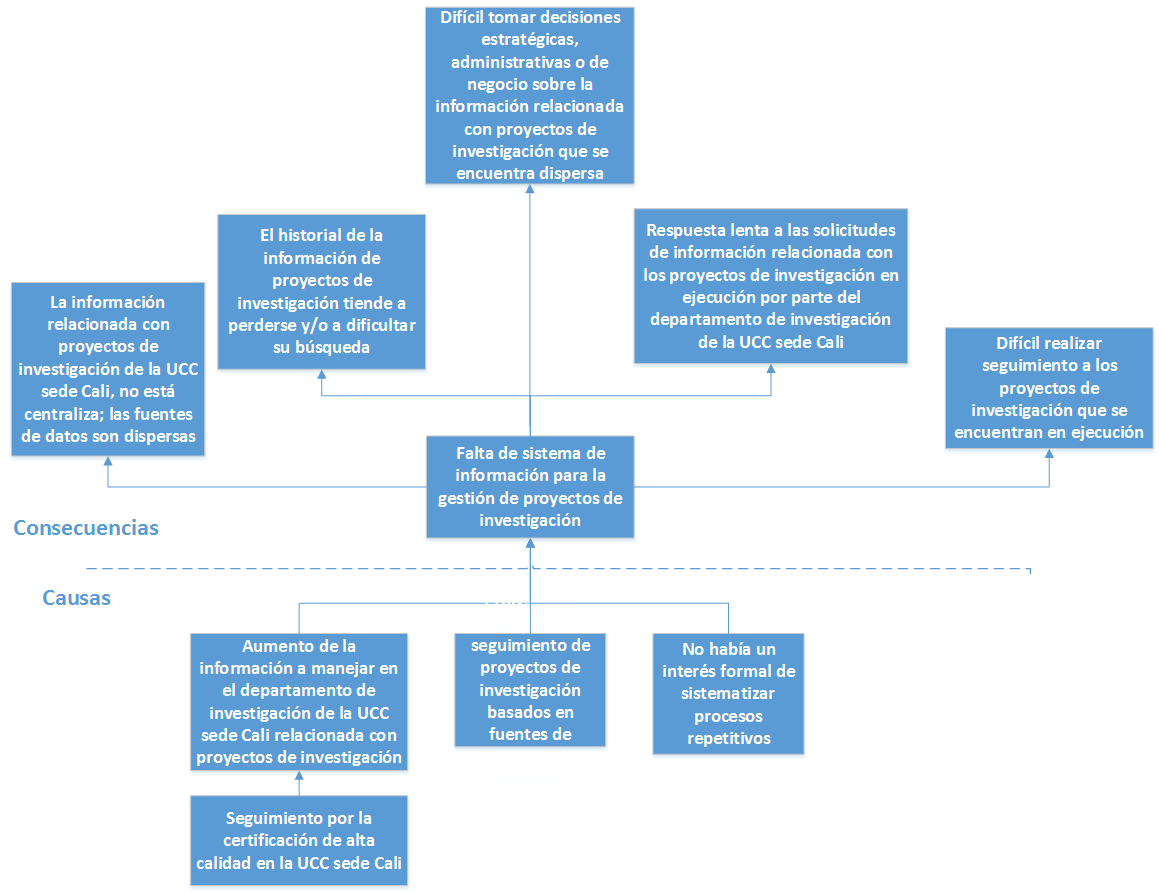 Difícil tomar decisiones
estratégicas,
administrativas o de
negocio sobre la
información relacionada
con proyectos de
investigación que se
encuentra dispersa
El historial de la
información de
proyectos de
investigación tiende a
perderse y/o a dificultar
su búsqueda
Respuesta lenta a las solicitudes
de información relacionada con
los proyectos de investigación en
ejecución por parte del
departamento de investigación
de la UCC sede Cali
La información
relacionada con
proyectos de
investigación de la UCC
sede Cali, no está
centraliza; las fuentes
de datos son dispersas
Difícil realizar
seguimiento a los
proyectos de
investigación que se
encuentran en ejecución
Falta de sistema de
información para la
gestión de proyectos de
investigación
Consecuencias
Causas
Aumento de la
información a manejar en
el departamento de
investigación de la UCC
sede Cali relacionada con
proyectos de investigación
seguimiento de
proyectos de
investigación
basados en
fuentes de
No había un
interés formal de
sistematizar
procesos
repetitivos
Seguimiento por la
certificación de alta
calidad en la UCC sede Cali